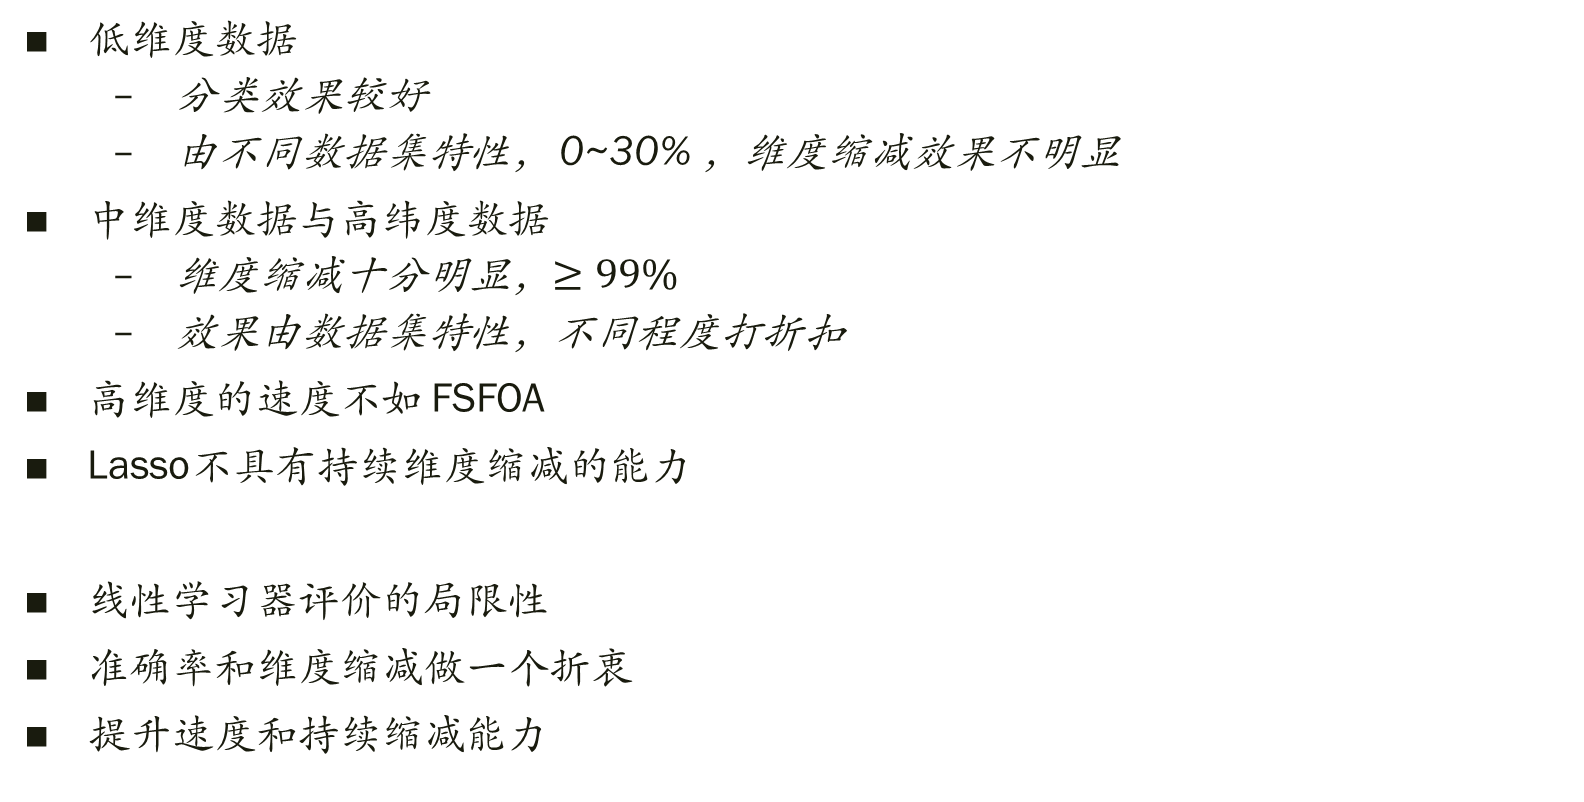 ■ 低维度数据
– 分类效果较好
– 由不同数据集特性，0~30%，维度缩减效果不明显
■ 中维度数据与高纬度数据
– 维度缩减十分明显，≥ 99%
– 效果由数据集特性，不同程度打折扣
■ 高维度的速度不如 FSFOA
■ Lasso不具有持续维度缩减的能力
■ 线性学习器评价的局限性
■ 准确率和维度缩减做一个折衷
■ 提升速度和持续缩减能力